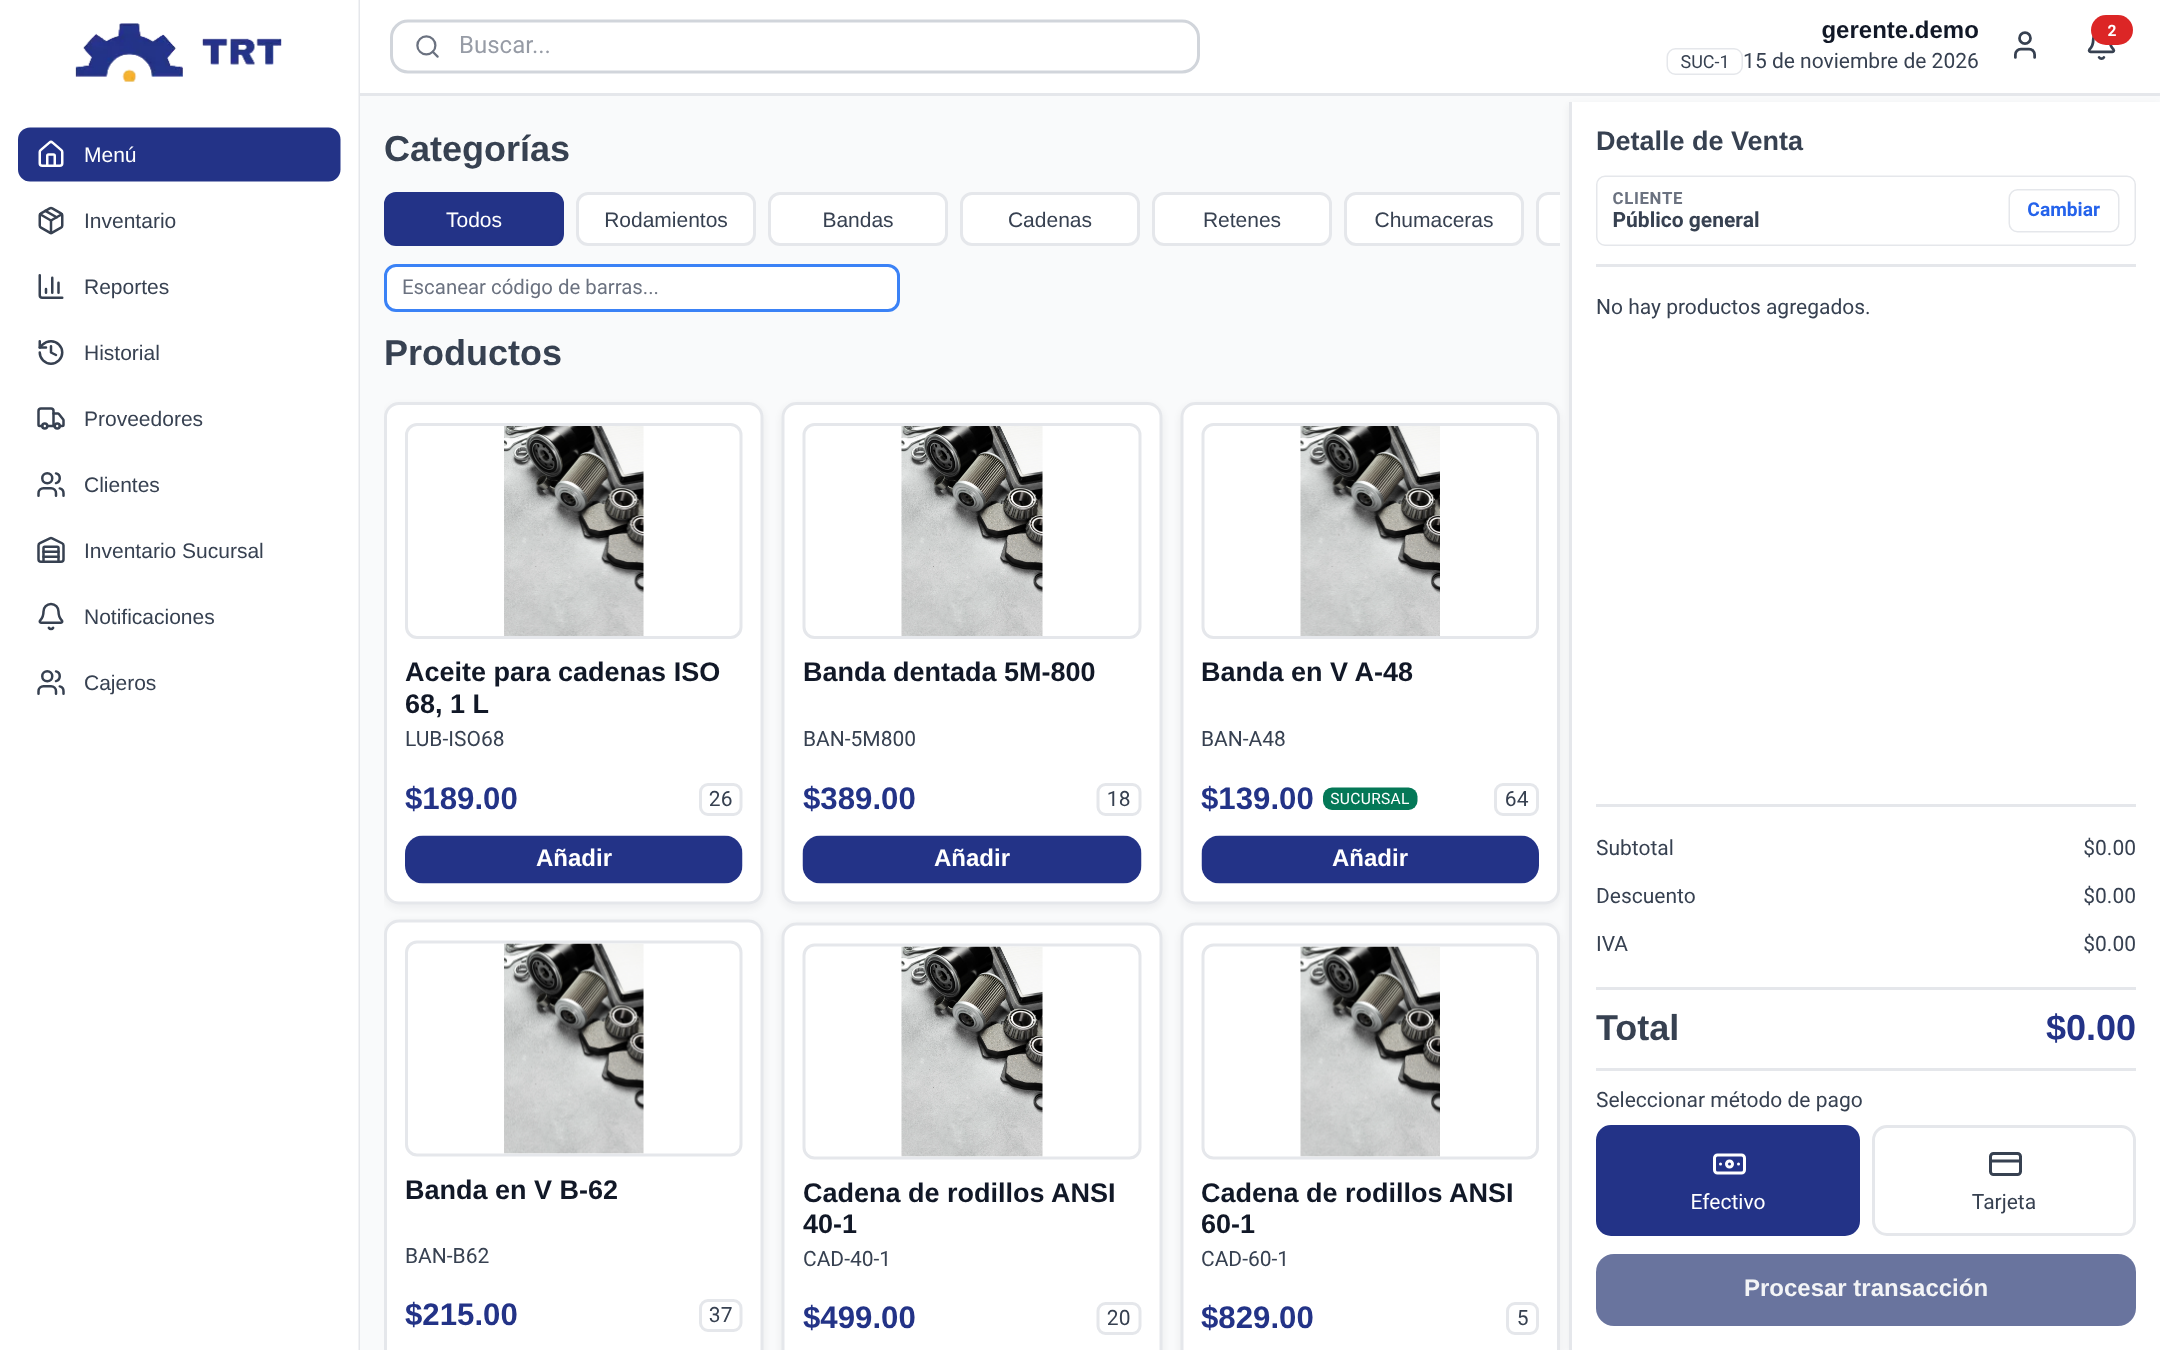 TRT
Buscar...
gerente.demo
SUC-1 15 de noviembre de 2026
2
Menú
Inventario
Reportes
Historial
Proveedores
Clientes
Inventario Sucursal
Notificaciones
Cajeros
Categorías
Todos
Rodamientos
Bandas
Cadenas
Retenes
Chumaceras
Escanear código de barras...
Productos
Aceite para cadenas ISO
68, 1 L
LUB-ISO68
$189.00
26
Añadir
Banda dentada 5M-800
BAN-5M800
$389.00
18
Añadir
Banda en V A-48
BAN-A48
$139.00 SUCURSAL
64
Añadir
Banda en V B-62
BAN-B62
$215.00
37
Cadena de rodillos ANSI
40-1
CAD-40-1
$499.00
20
Cadena de rodillos ANSI
60-1
CAD-60-1
$829.00
5
Detalle de Venta
CLIENTE
Público general
Cambiar
No hay productos agregados.
Subtotal $0.00
Descuento $0.00
IVA $0.00
Total $0.00
Seleccionar método de pago
Efectivo
Tarjeta
Procesar transacción